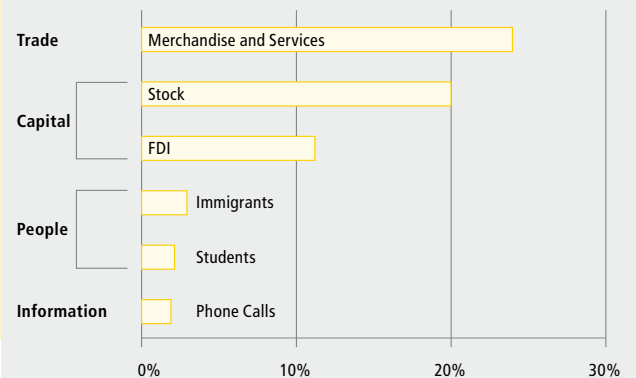 Trade
Merchandise and Services
Capital
Stock
FDI
People
Immigrants
Students
Information
Phone Calls
0% 10% 20% 30%